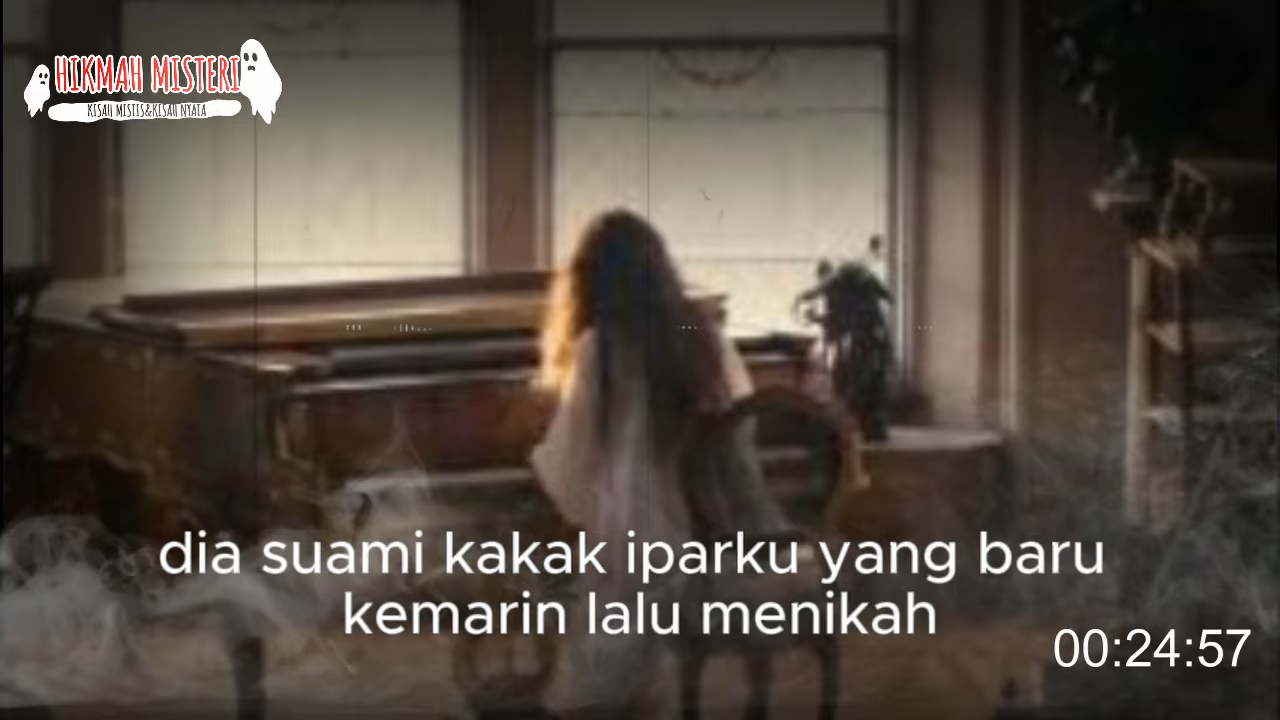 HIKMAH MISTERI
KISAH MISTIS&KISAH NYATA
dia suami kakak iparku yang baru
kemarin lalu menikah
00:24:57